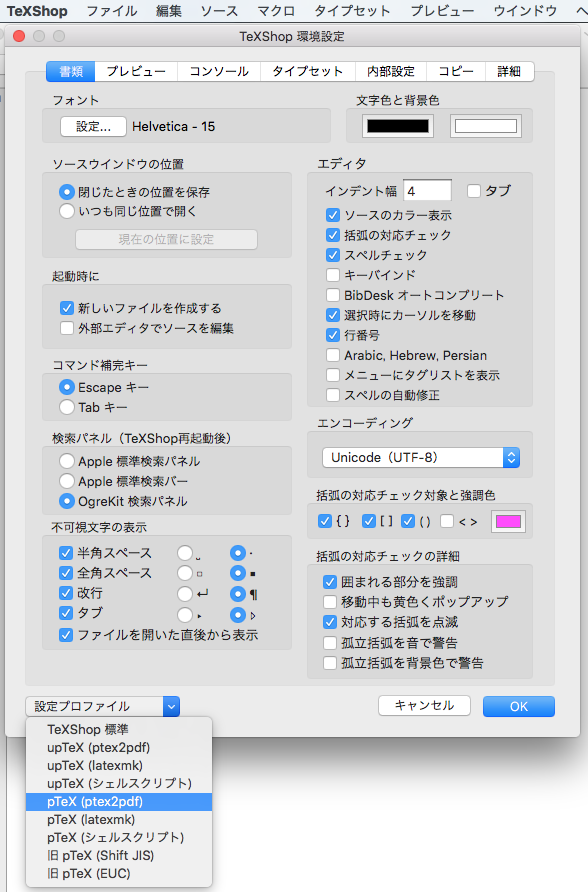 TeXShop ファイル 編集 ソース マクロ タイプセット プレビュー ウインドウ
TeXShop 環境設定
書類 プレビュー コンソール タイプセット 内部設定 コピー 詳細
フォント
設定... Helvetica - 15
文字色と背景色
ソースウインドウの位置
閉じたときの位置を保存
いつも同じ位置で開く
現在の位置に設定
起動時に
新しいファイルを作成する
外部エディタでソースを編集
コマンド補完キー
Escape キー
Tab キー
検索パネル（TeXShop再起動後）
Apple 標準検索パネル
Apple 標準検索バー
OgreKit 検索パネル
不可視文字の表示
半角スペース ␣ ·
全角スペース □ ▪
改行 ↵ ¶
タブ ▸ ▹
ファイルを開いた直後から表示
エディタ
インデント幅 4 タブ
ソースのカラー表示
括弧の対応チェック
スペルチェック
キーバインド
BibDesk オートコンプリート
選択時にカーソルを移動
行番号
Arabic, Hebrew, Persian
メニューにタグリストを表示
スペルの自動修正
エンコーディング
Unicode（UTF-8）
括弧の対応チェック対象と強調色
{ } [ ] ( ) < >
括弧の対応チェックの詳細
囲まれる部分を強調
移動中も黄色くポップアップ
対応する括弧を点滅
孤立括弧を音で警告
孤立括弧を背景色で警告
設定プロファイル
キャンセル OK
TeXShop 標準
upTeX (ptex2pdf)
upTeX (latexmk)
upTeX (シェルスクリプト)
pTeX (ptex2pdf)
pTeX (latexmk)
pTeX (シェルスクリプト)
旧 pTeX (Shift JIS)
旧 pTeX (EUC)